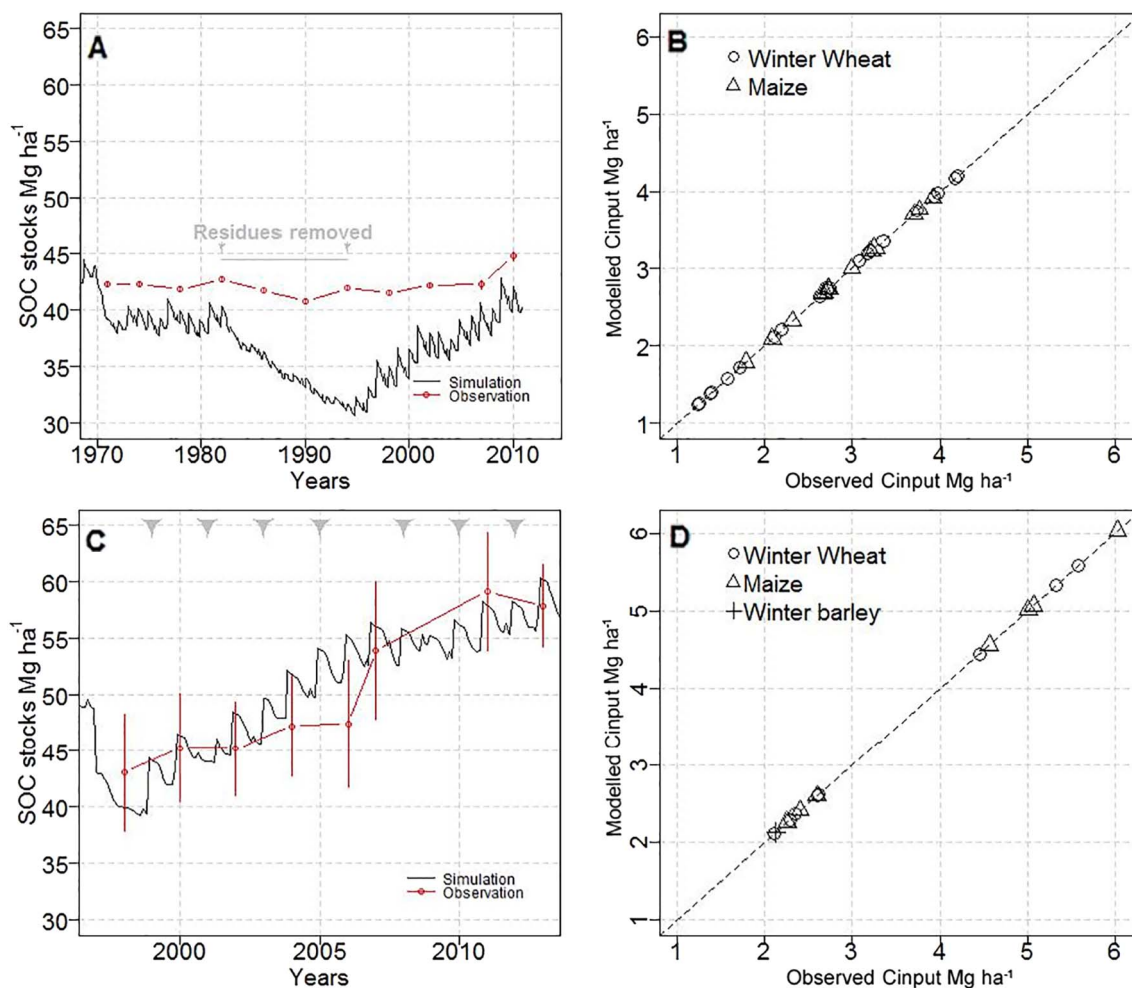 A
SOC stocks Mg ha⁻¹
65
60
55
50
45
40
35
30
Residues removed
Simulation
Observation
1970 1980 1990 2000 2010
Years
B
Winter Wheat
Maize
Modelled Cinput Mg ha⁻¹
6
5
4
3
2
1
1 2 3 4 5 6
Observed Cinput Mg ha⁻¹
C
SOC stocks Mg ha⁻¹
65
60
55
50
45
40
35
30
Simulation
Observation
2000 2005 2010
Years
D
Winter Wheat
Maize
Winter barley
Modelled Cinput Mg ha⁻¹
6
5
4
3
2
1
1 2 3 4 5 6
Observed Cinput Mg ha⁻¹